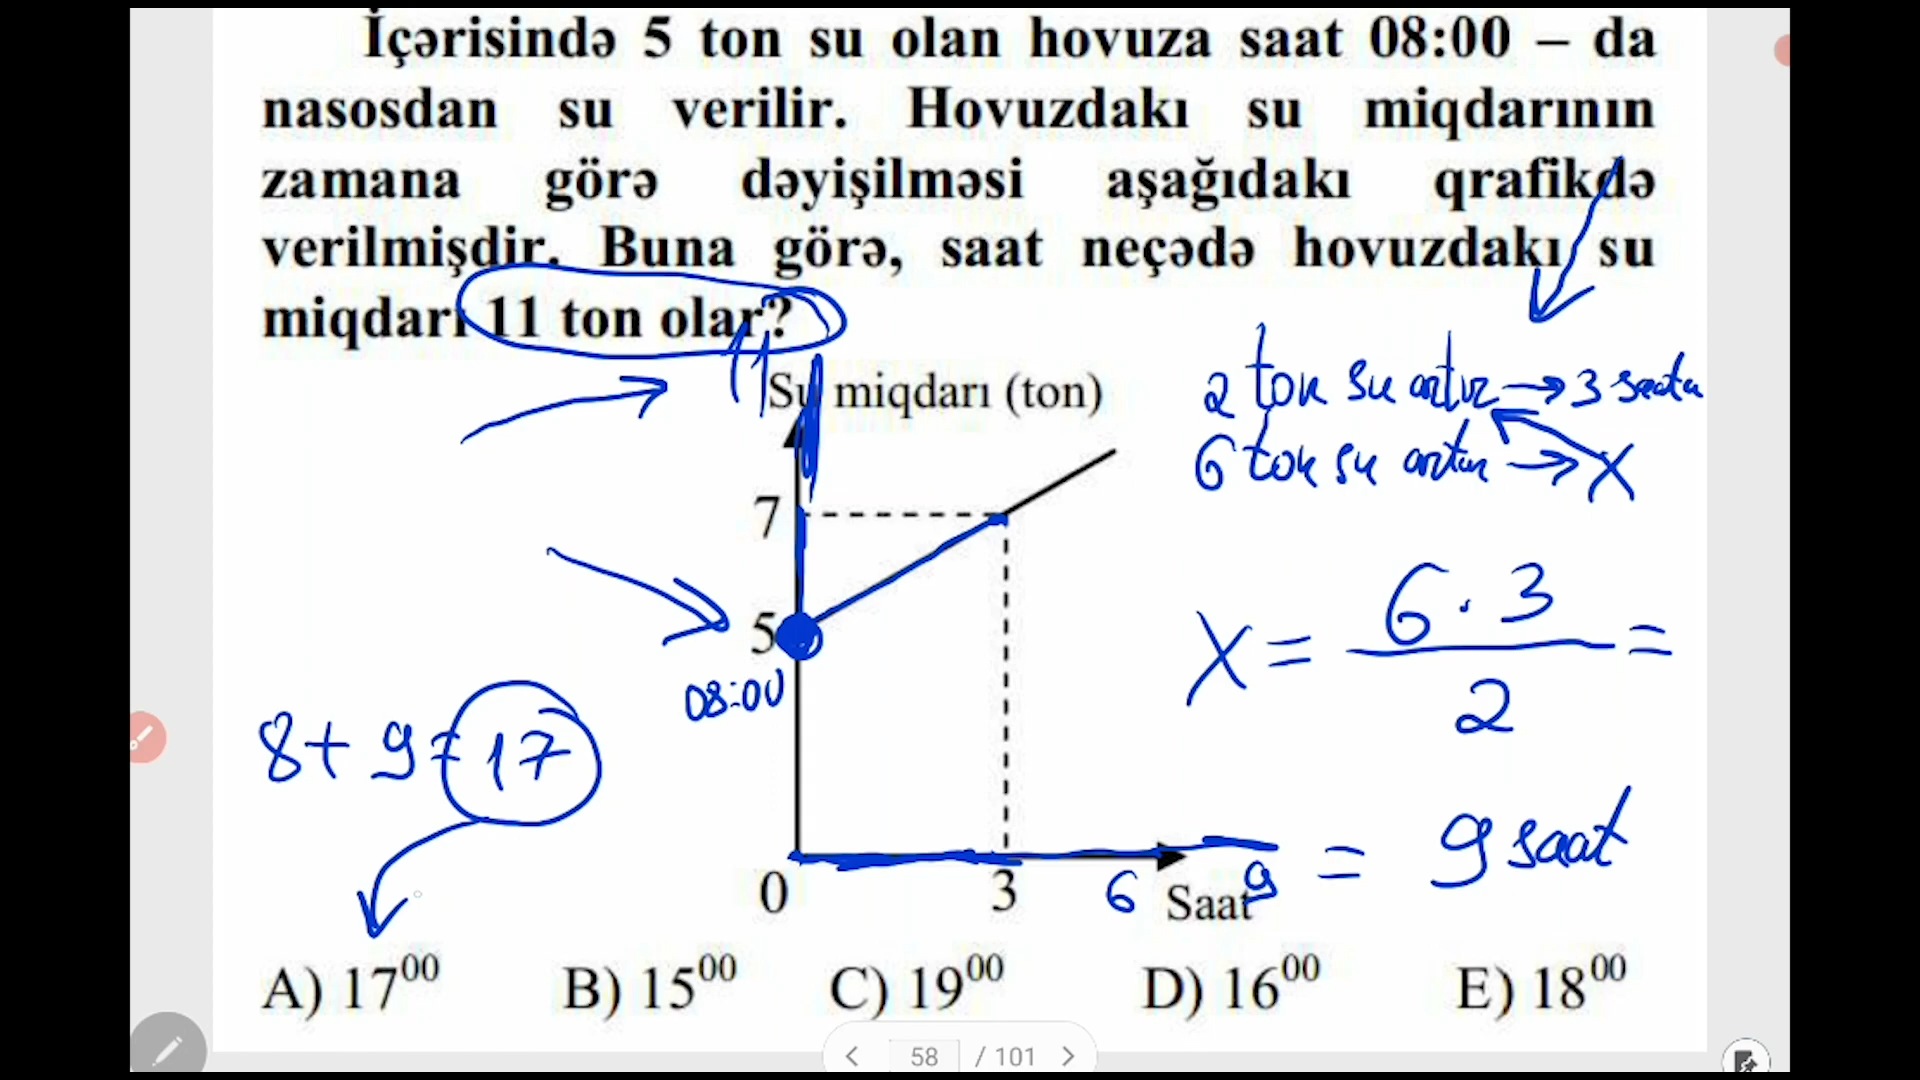 İçərisində 5 ton su olan hovuza saat 08:00 – da
nasosdan su verilir. Hovuzdakı su miqdarının
zamana görə dəyişilməsi aşağıdakı qrafikdə
verilmişdir. Buna görə, saat neçədə hovuzdakı su
miqdarı 11 ton olar?
11
Su miqdarı (ton)
2 ton su artır → 3 saata
6 ton su artır → X
7
5
08:00
X = 6 · 3 / 2 =
8 + 9 = 17
= 9 saat
0
3
6
9
Saat
A) 17⁰⁰ B) 15⁰⁰ C) 19⁰⁰ D) 16⁰⁰ E) 18⁰⁰
58 / 101